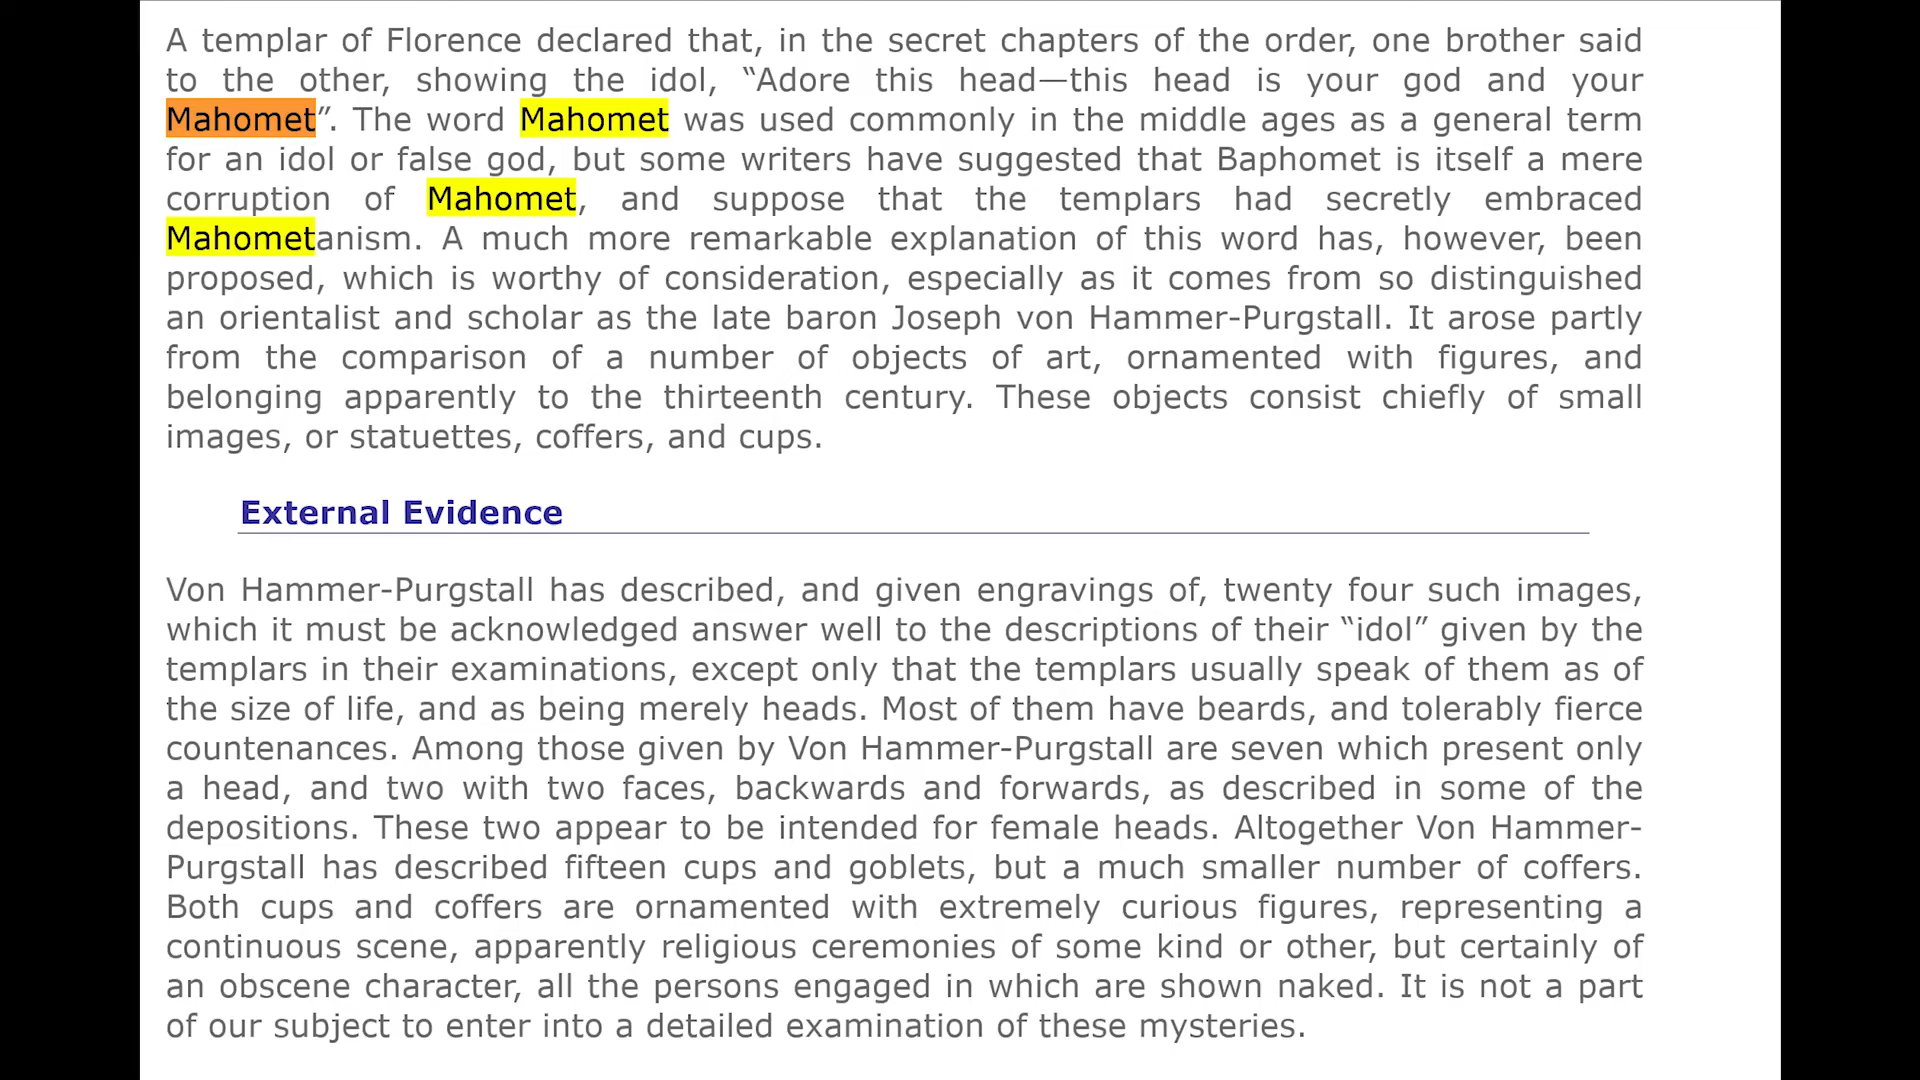 A templar of Florence declared that, in the secret chapters of the order, one brother said
to the other, showing the idol, “Adore this head—this head is your god and your
Mahomet”. The word Mahomet was used commonly in the middle ages as a general term
for an idol or false god, but some writers have suggested that Baphomet is itself a mere
corruption of Mahomet, and suppose that the templars had secretly embraced
Mahometanism. A much more remarkable explanation of this word has, however, been
proposed, which is worthy of consideration, especially as it comes from so distinguished
an orientalist and scholar as the late baron Joseph von Hammer-Purgstall. It arose partly
from the comparison of a number of objects of art, ornamented with figures, and
belonging apparently to the thirteenth century. These objects consist chiefly of small
images, or statuettes, coffers, and cups.
External Evidence
Von Hammer-Purgstall has described, and given engravings of, twenty four such images,
which it must be acknowledged answer well to the descriptions of their “idol” given by the
templars in their examinations, except only that the templars usually speak of them as of
the size of life, and as being merely heads. Most of them have beards, and tolerably fierce
countenances. Among those given by Von Hammer-Purgstall are seven which present only
a head, and two with two faces, backwards and forwards, as described in some of the
depositions. These two appear to be intended for female heads. Altogether Von Hammer-
Purgstall has described fifteen cups and goblets, but a much smaller number of coffers.
Both cups and coffers are ornamented with extremely curious figures, representing a
continuous scene, apparently religious ceremonies of some kind or other, but certainly of
an obscene character, all the persons engaged in which are shown naked. It is not a part
of our subject to enter into a detailed examination of these mysteries.